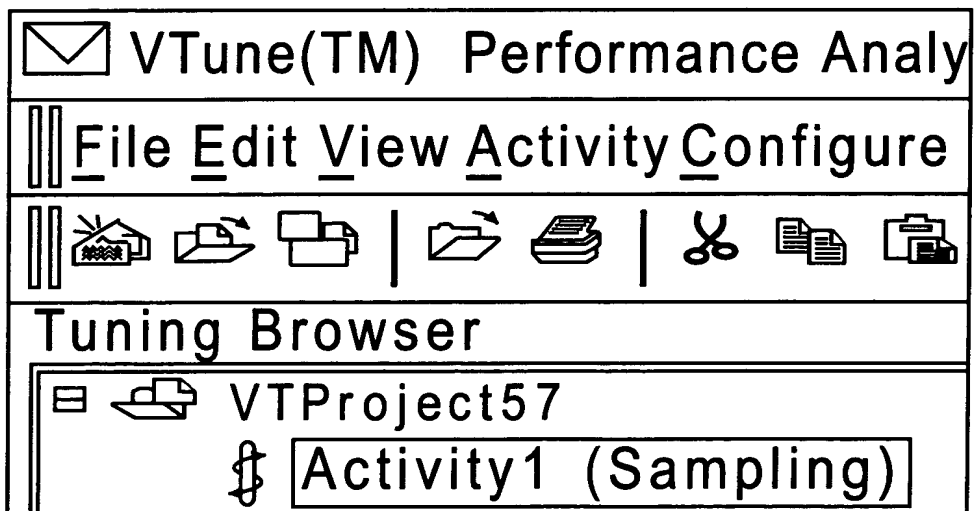 VTune(TM) Performance Analy
File Edit View Activity Configure
Tuning Browser
VTProject57
Activity1 (Sampling)